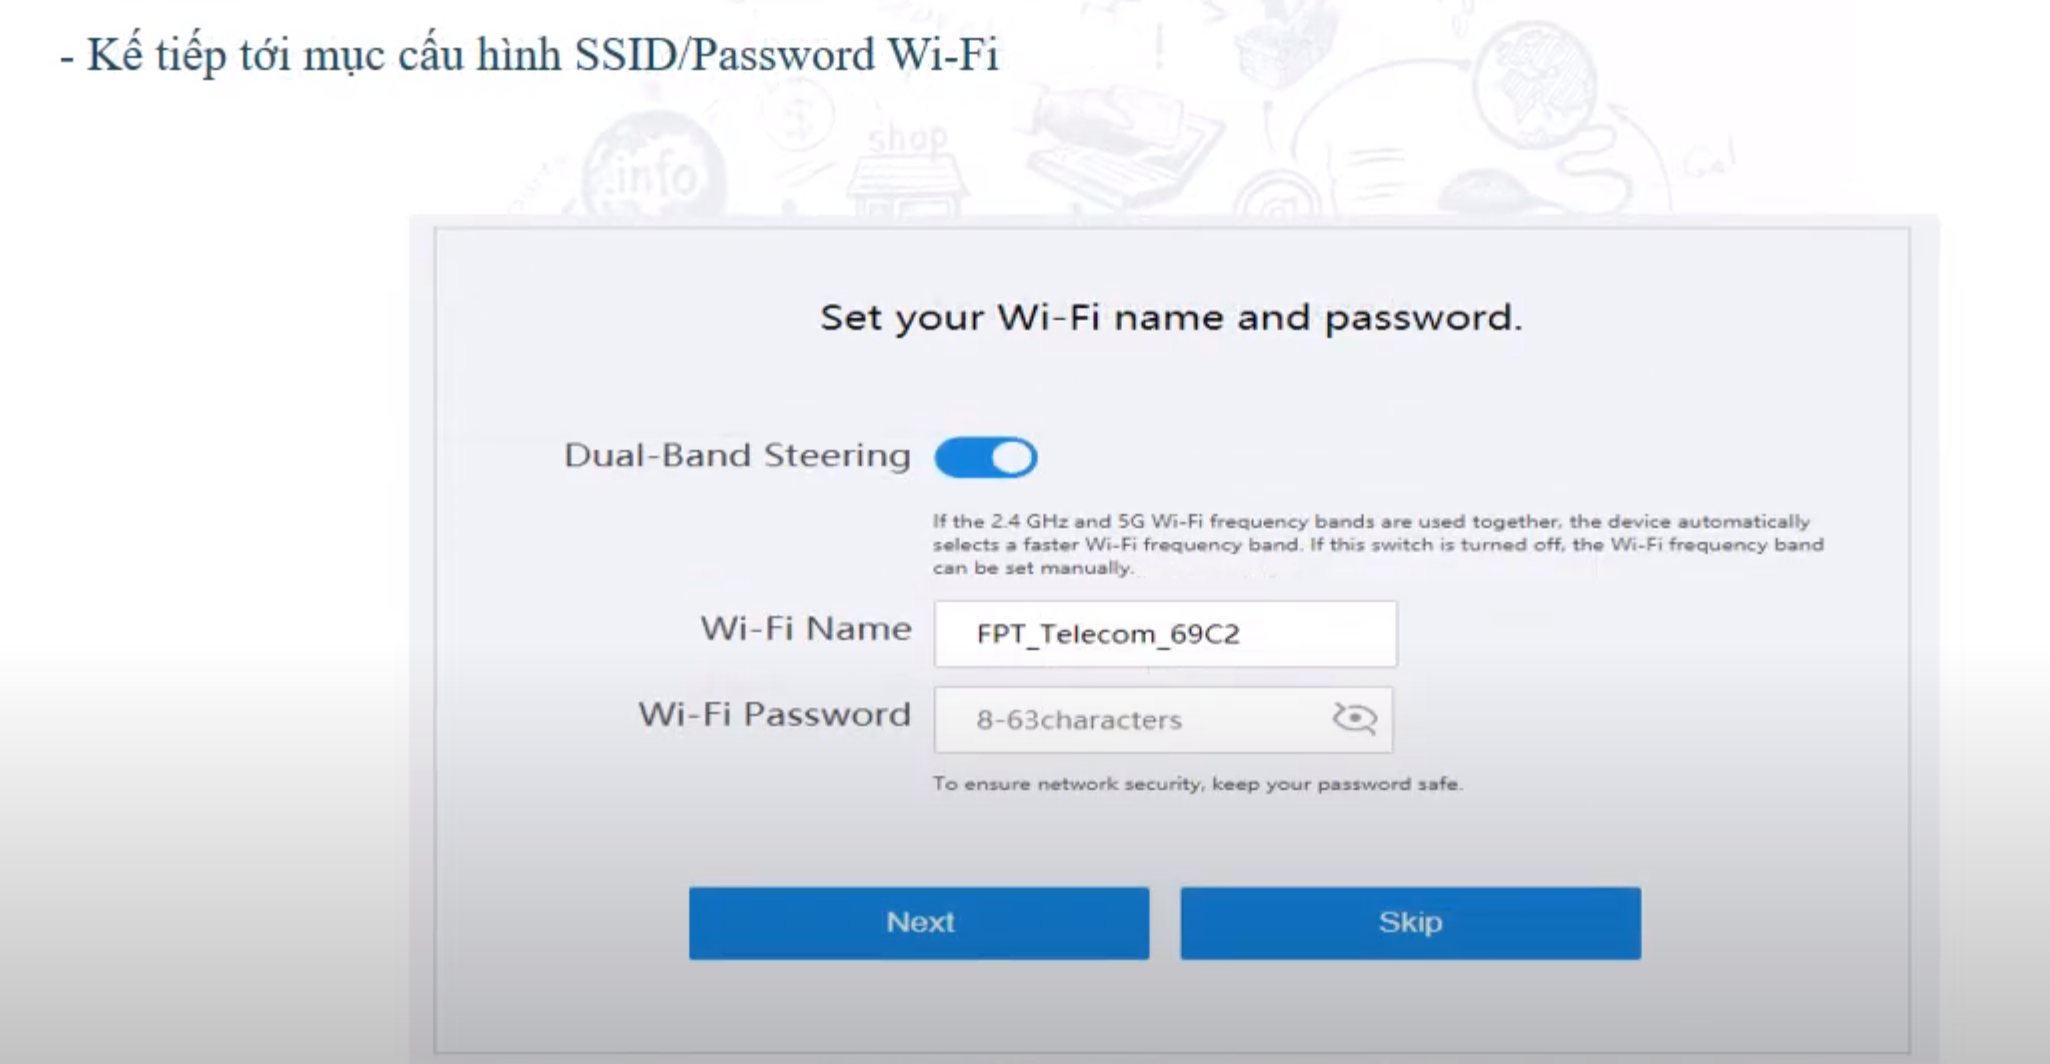 - Kế tiếp tới mục cấu hình SSID/Password Wi-Fi
shop
info
Set your Wi-Fi name and password.
Dual-Band Steering
If the 2.4 GHz and 5G Wi-Fi frequency bands are used together, the device automatically
selects a faster Wi-Fi frequency band. If this switch is turned off, the Wi-Fi frequency band
can be set manually.
Wi-Fi Name FPT_Telecom_69C2
Wi-Fi Password 8-63characters
To ensure network security, keep your password safe.
Next Skip